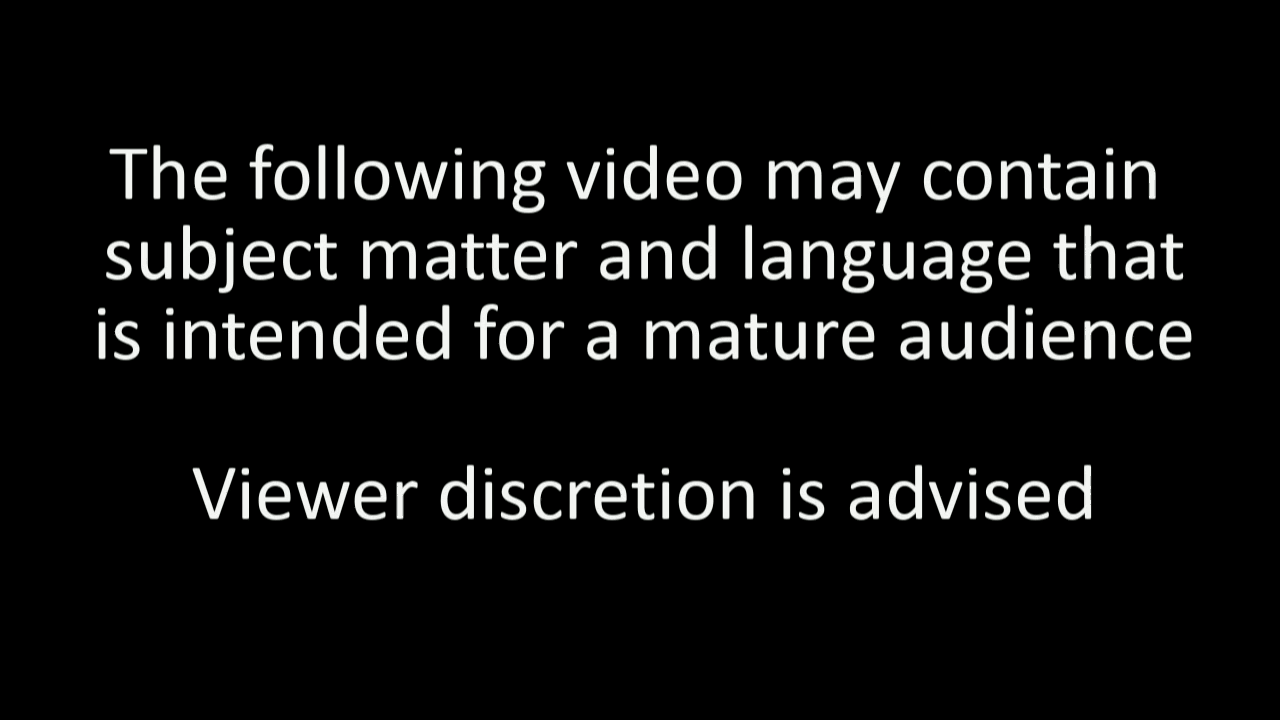 The following video may contain
subject matter and language that
is intended for a mature audience
Viewer discretion is advised